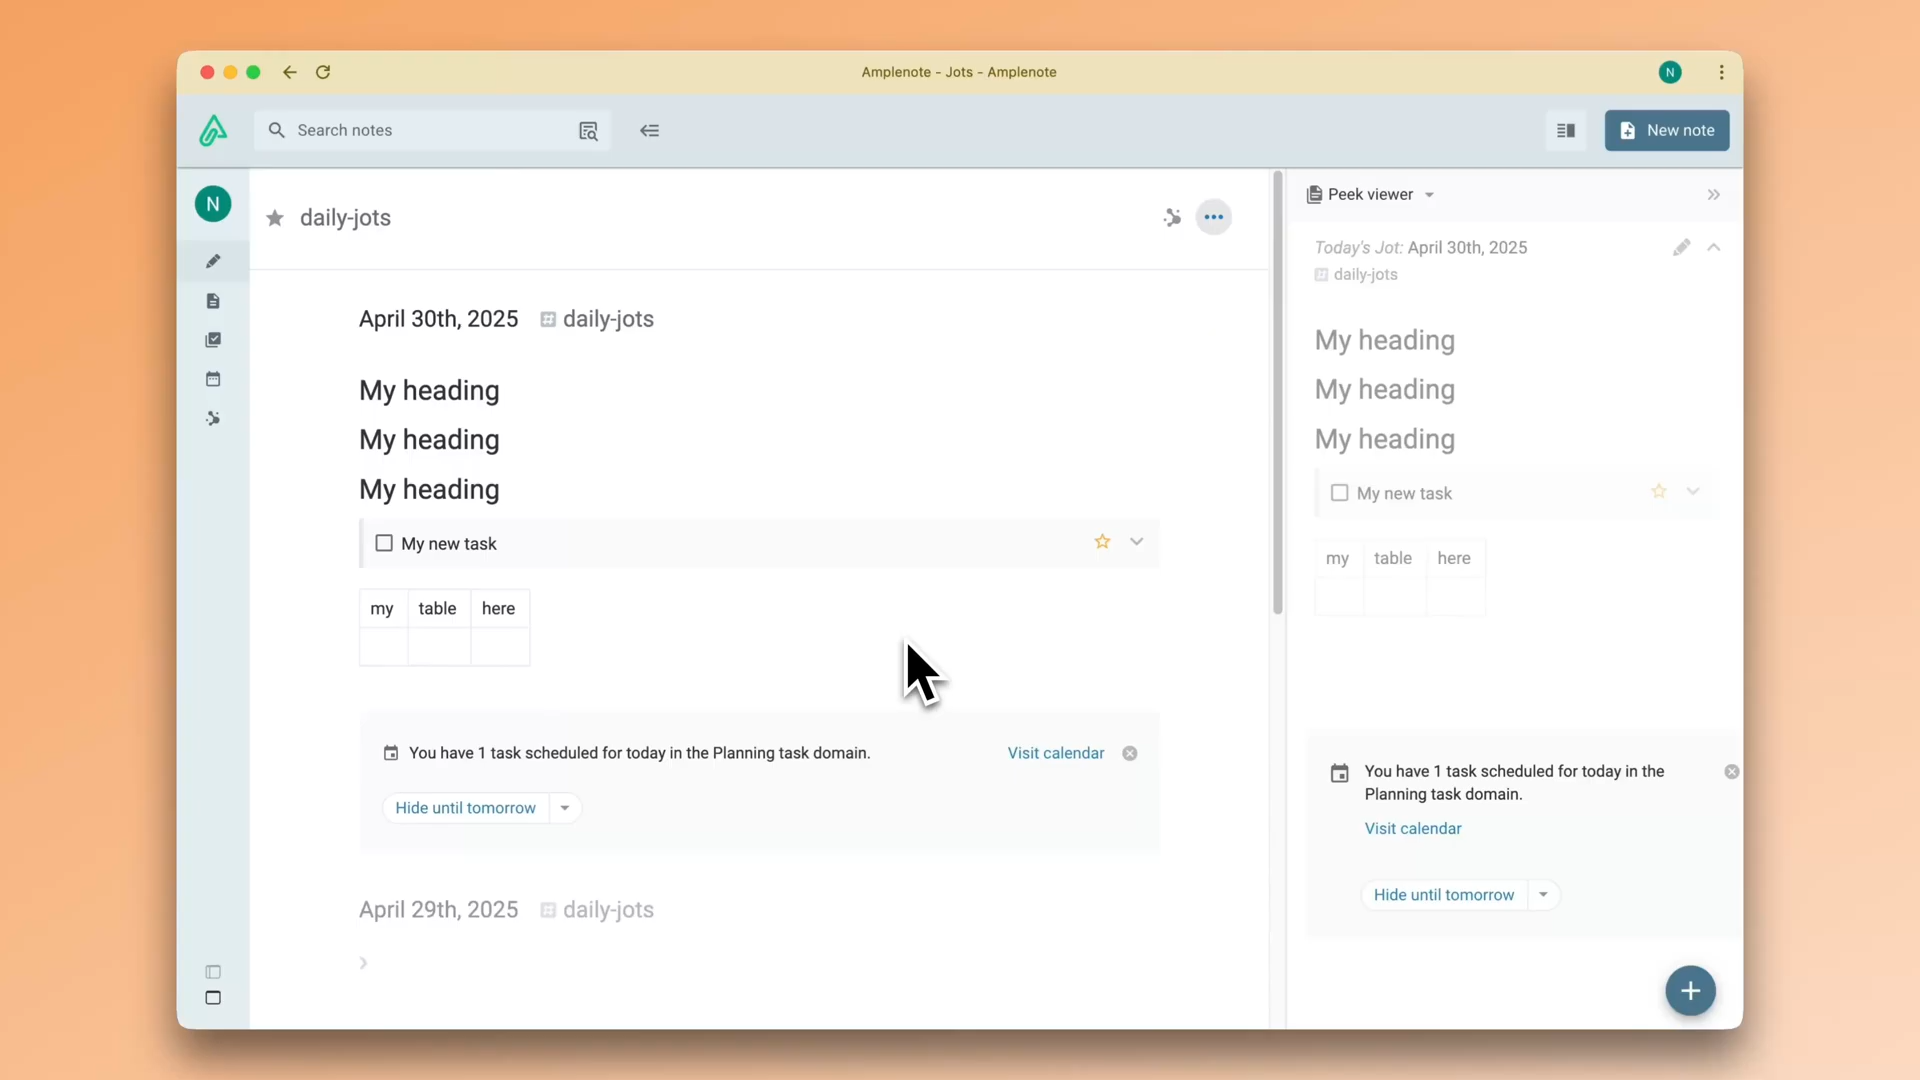 Amplenote - Jots - Amplenote
N
Search notes
New note
N
daily-jots
April 30th, 2025 daily-jots
My heading
My heading
My heading
My new task
my table here
You have 1 task scheduled for today in the Planning task domain. Visit calendar
Hide until tomorrow
April 29th, 2025 daily-jots
Peek viewer
Today's Jot: April 30th, 2025
daily-jots
My heading
My heading
My heading
My new task
my table here
You have 1 task scheduled for today in the
Planning task domain.
Visit calendar
Hide until tomorrow